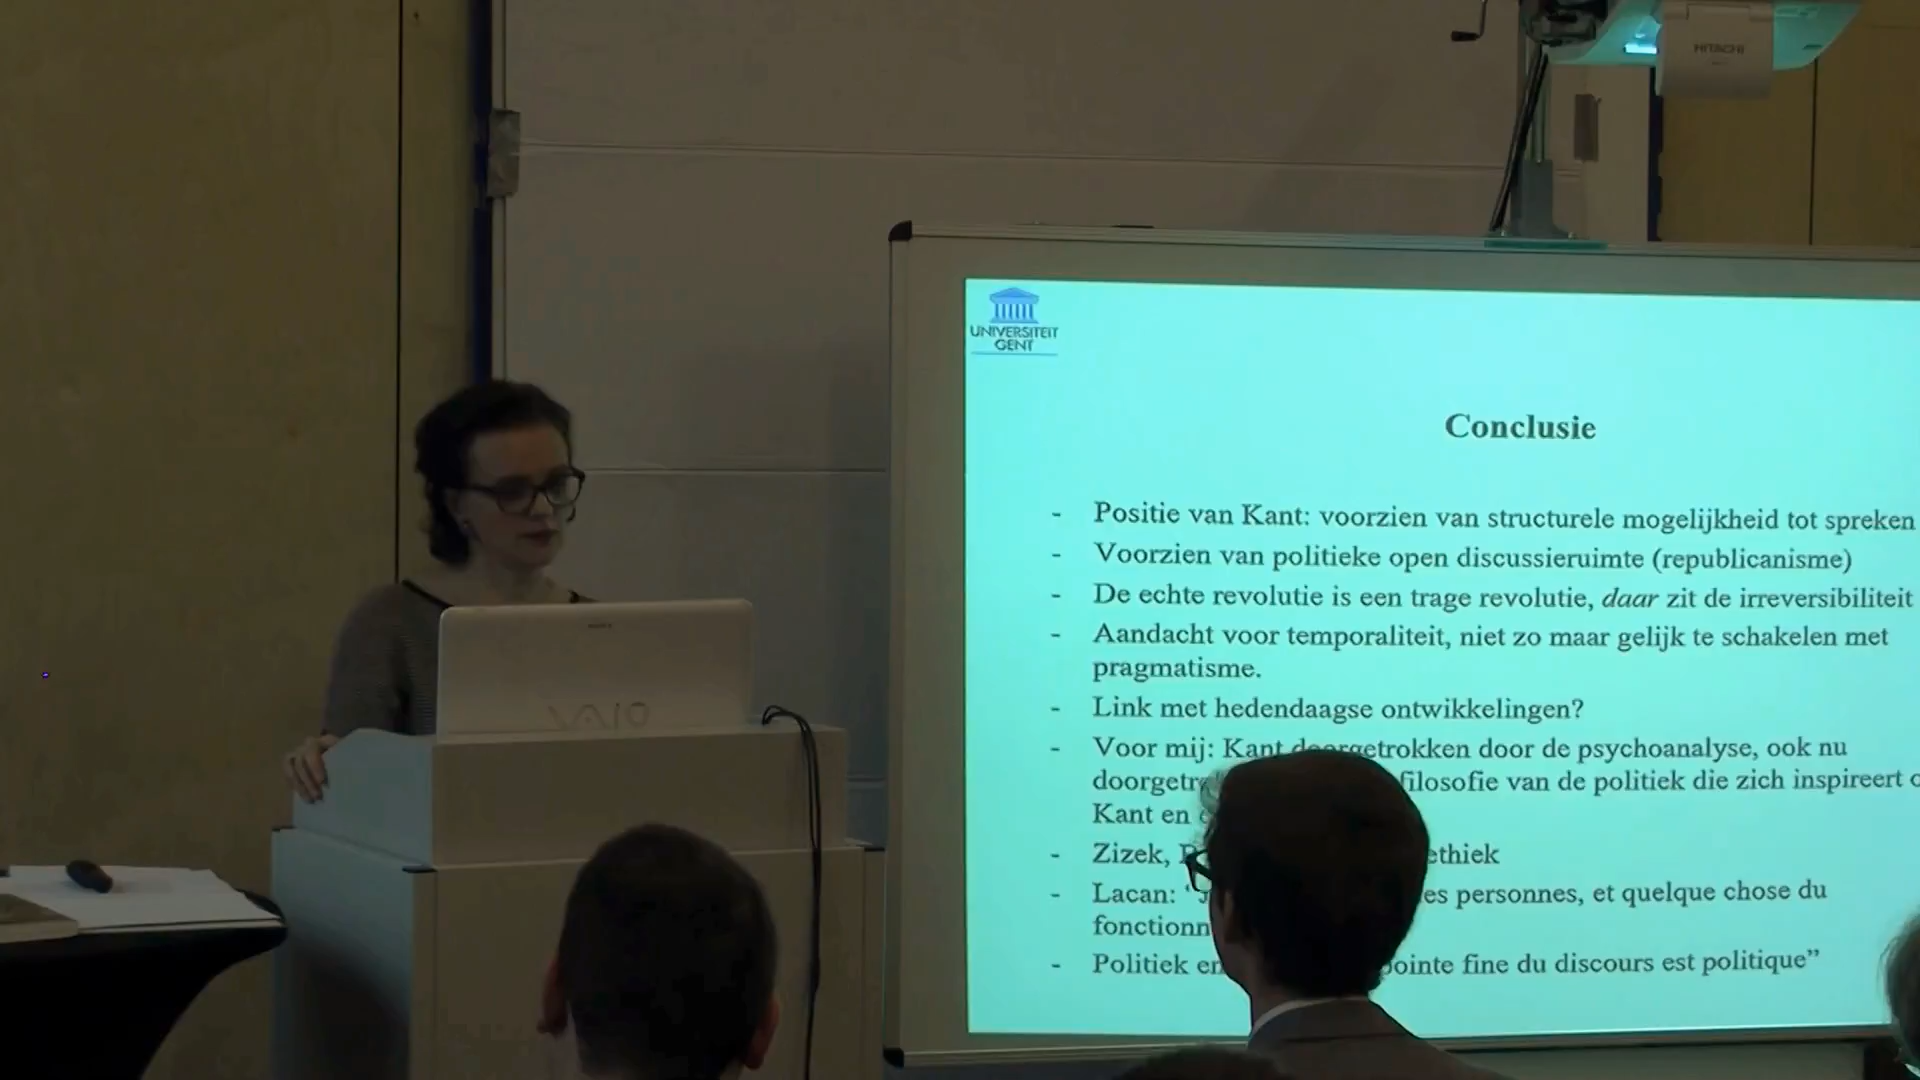 HITACHI
UNIVERSITEIT
GENT
Conclusie
- Positie van Kant: voorzien van structurele mogelijkheid tot spreken
- Voorzien van politieke open discussieruimte (republicanisme)
- De echte revolutie is een trage revolutie, daar zit de irreversibiliteit
- Aandacht voor temporaliteit, niet zo maar gelijk te schakelen met
pragmatisme.
- Link met hedendaagse ontwikkelingen?
- Voor mij: Kant doorgetrokken door de psychoanalyse, ook nu
filosofie van de politiek die zich inspireert
Kant en
- Zizek, ethiek
- Lacan: es personnes, et quelque chose du
- Politiek en pointe fine du discours est politique”
VAIO